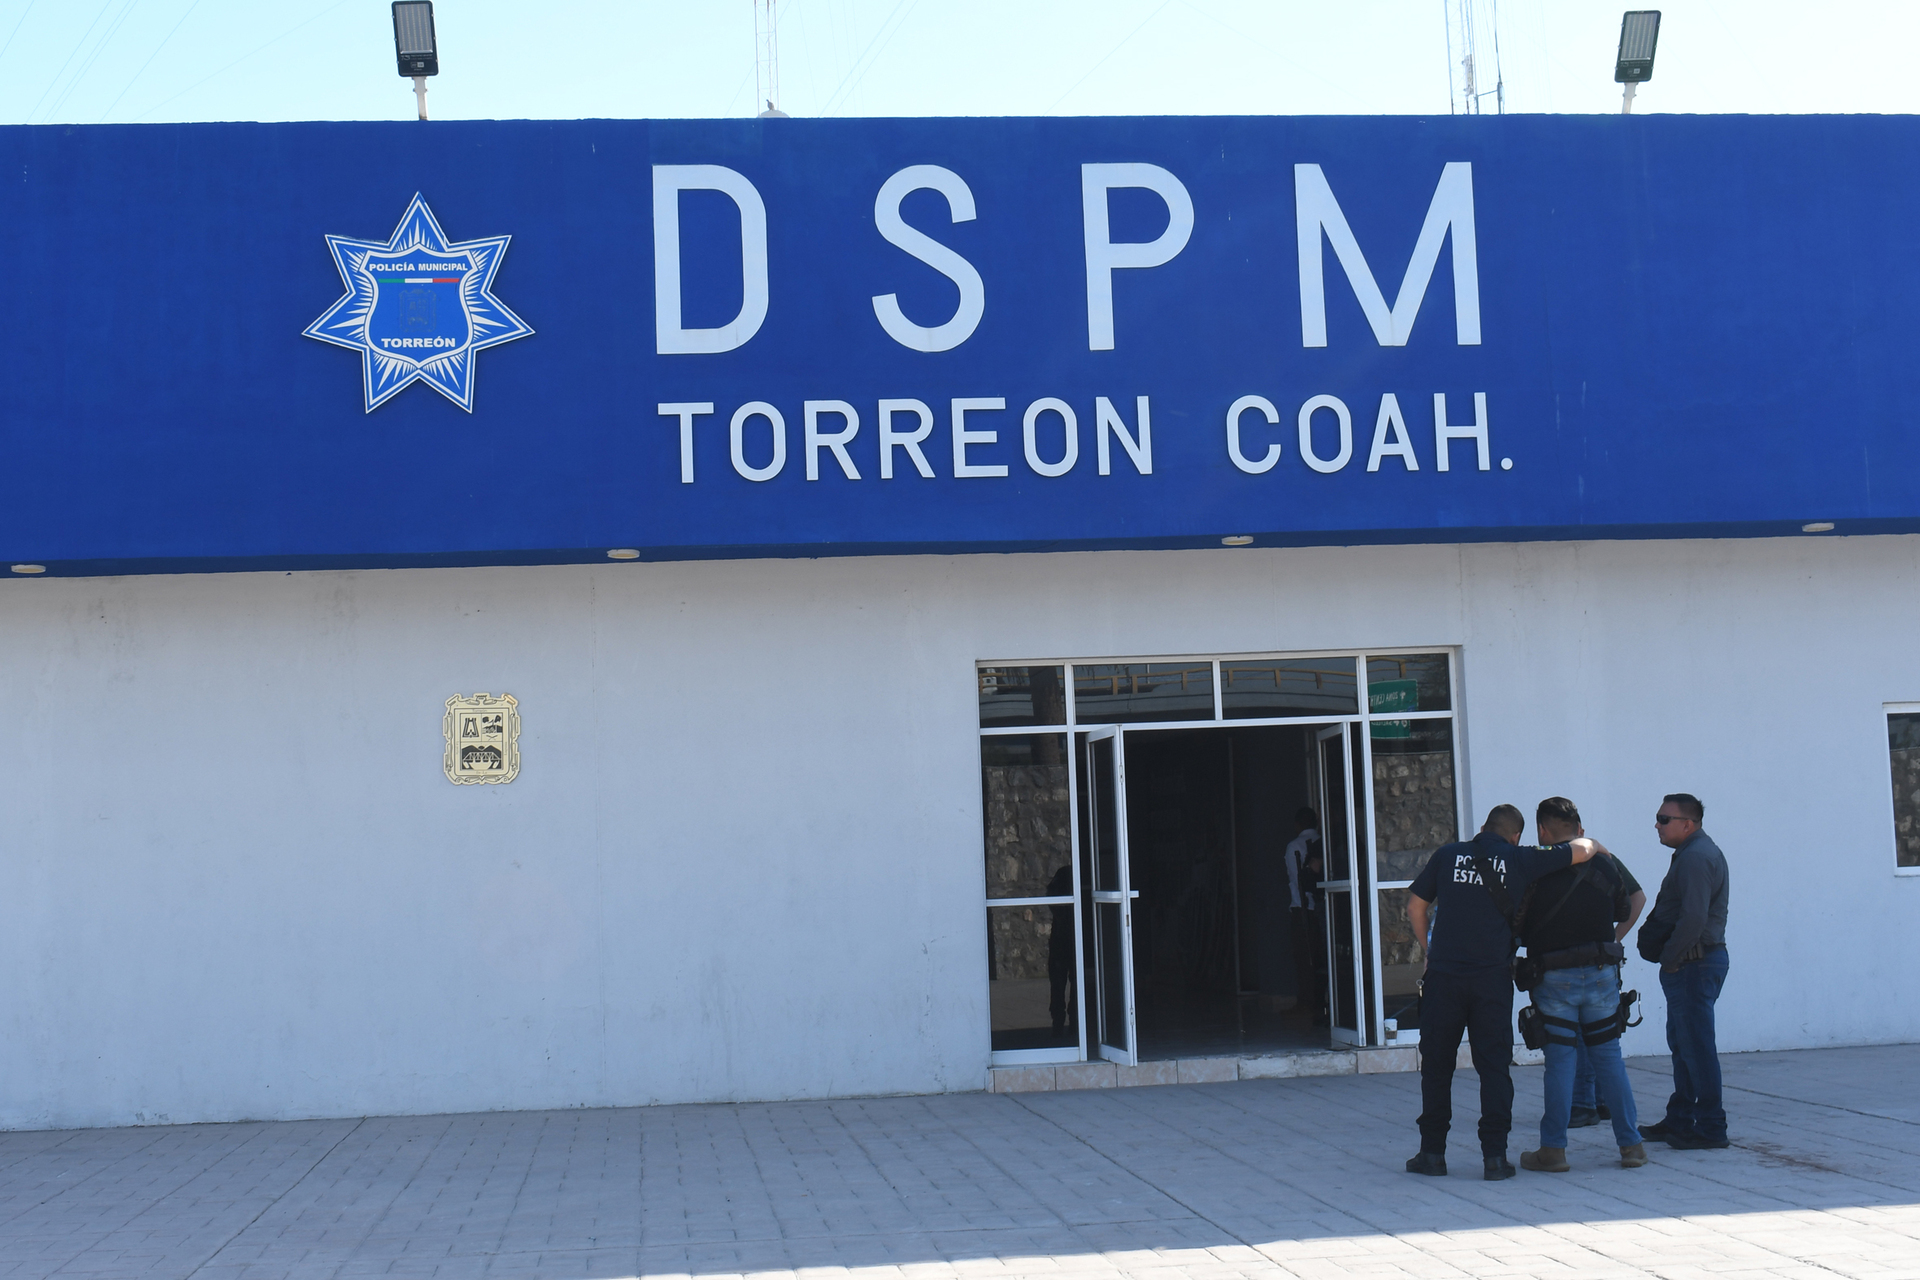 DSPM
TORREON COAH.
POLICÍA MUNICIPAL
TORREÓN